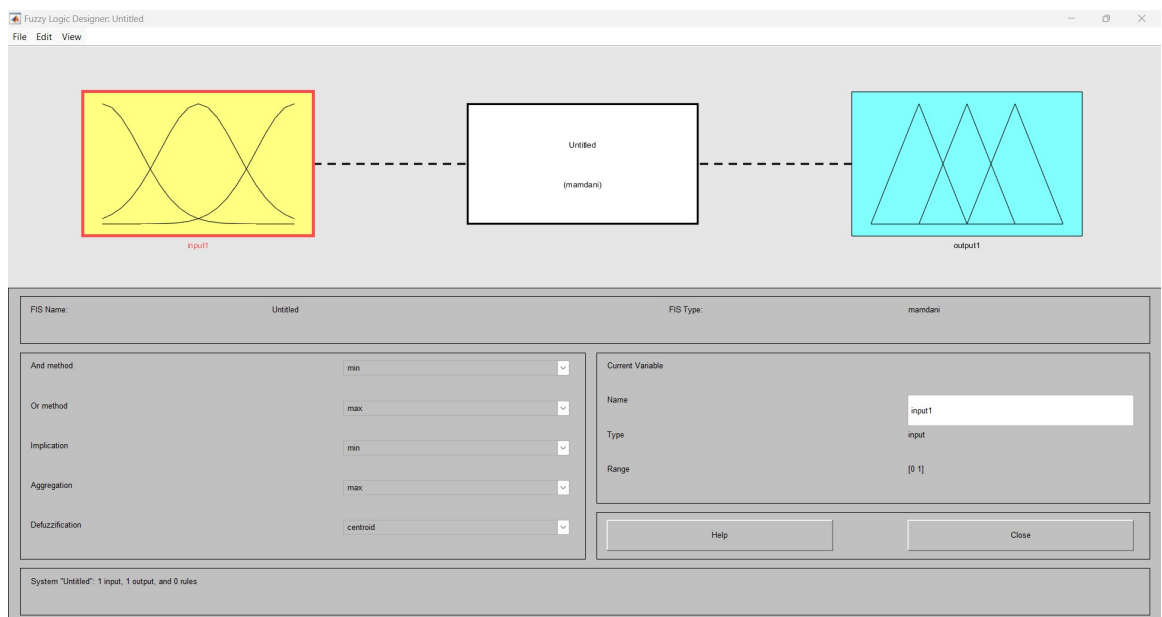 Fuzzy Logic Designer: Untitled
File Edit View
Untitled
(mamdani)
input1
output1
FIS Name: Untitled FIS Type: mamdani
And method min
Or method max
Implication min
Aggregation max
Defuzzification centroid
Current Variable
Name input1
Type input
Range [0 1]
Help Close
System "Untitled": 1 input, 1 output, and 0 rules